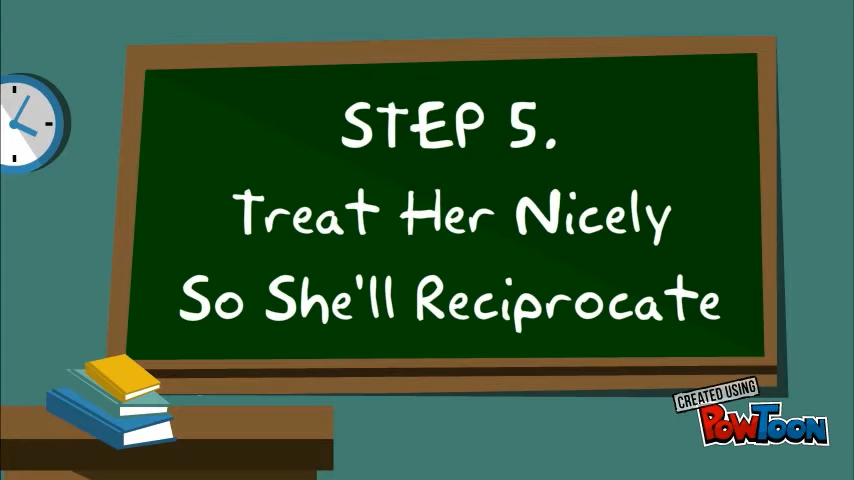 STEP 5.
Treat Her Nicely
So She'll Reciprocate
CREATED USING
POWTOON